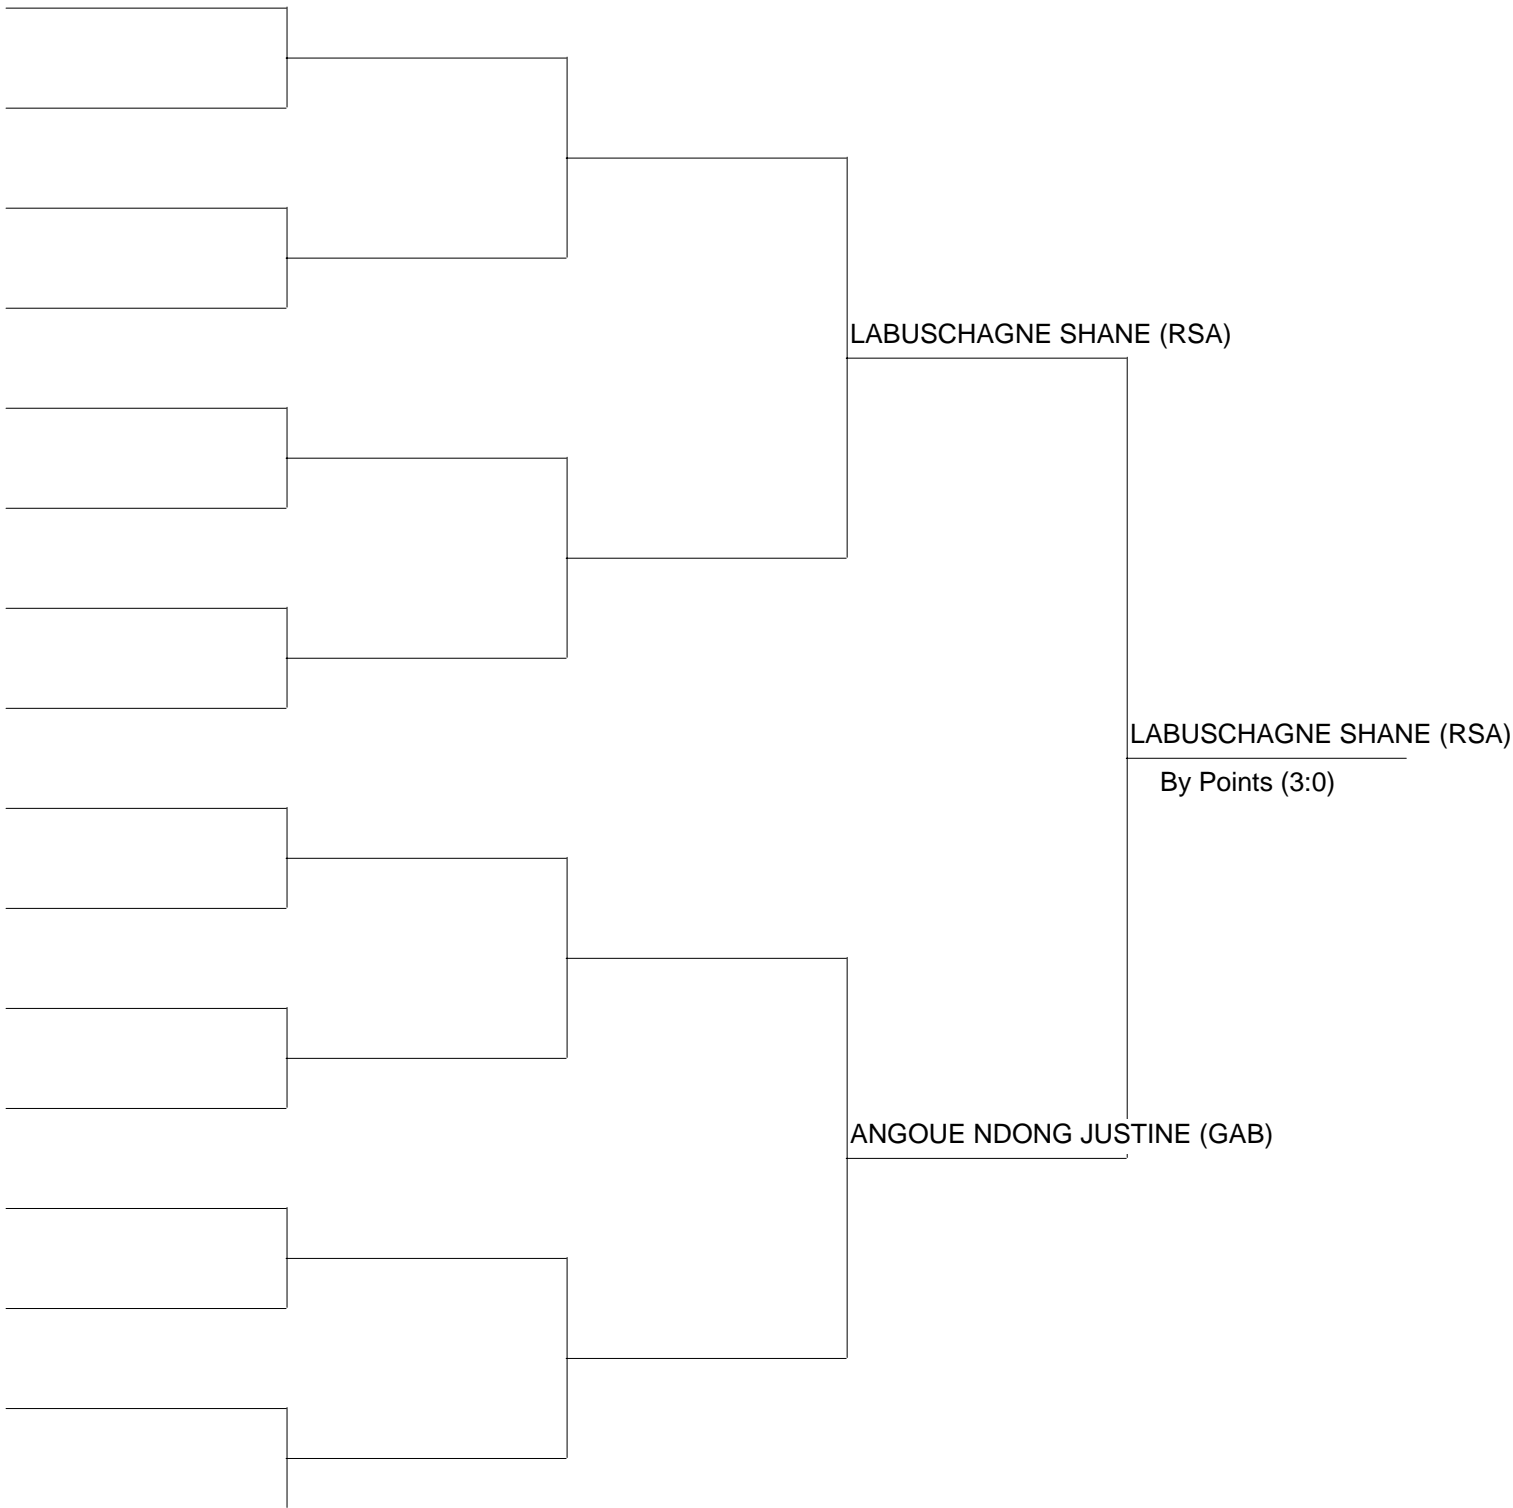 LABUSCHAGNE SHANE (RSA)
LABUSCHAGNE SHANE (RSA)
By Points (3:0)
ANGOUE NDONG JUSTINE (GAB)